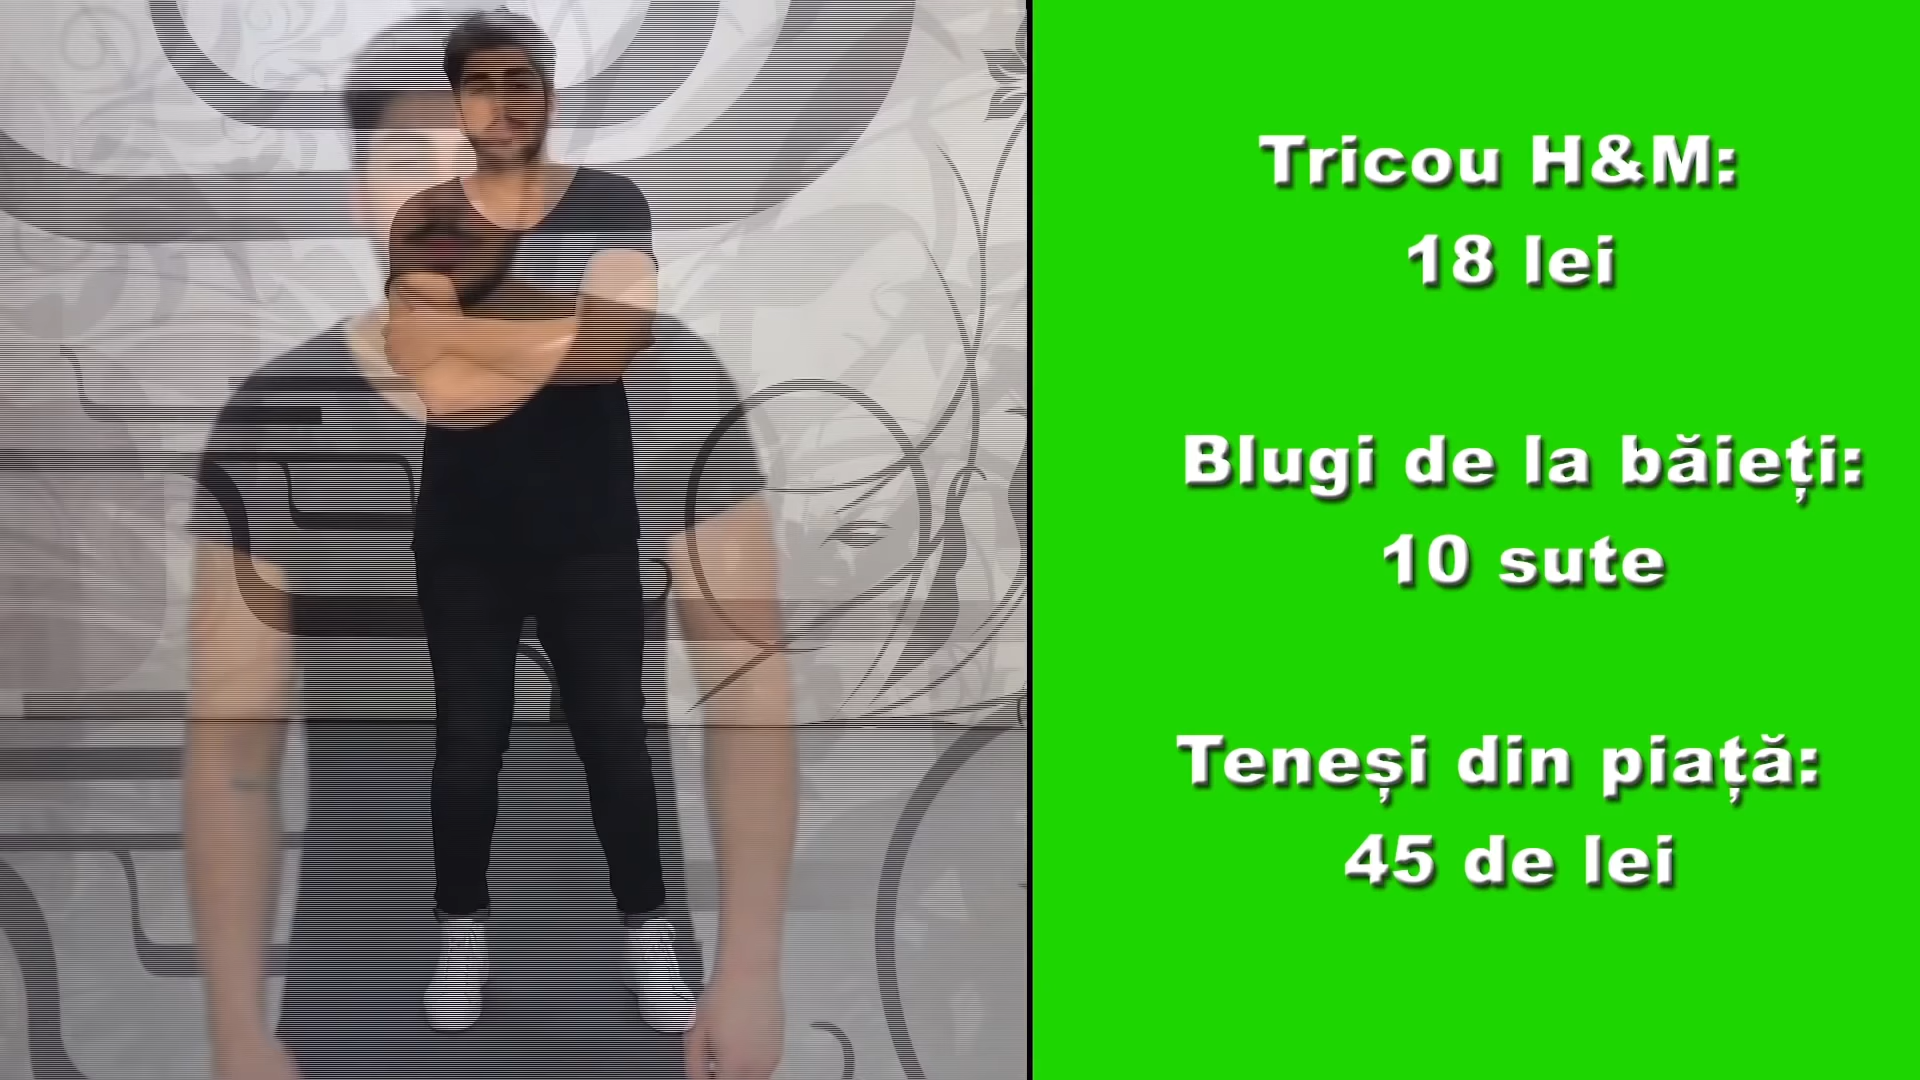 Tricou H&M:
18 lei
Blugi de la băieți:
10 sute
Teneși din piață:
45 de lei